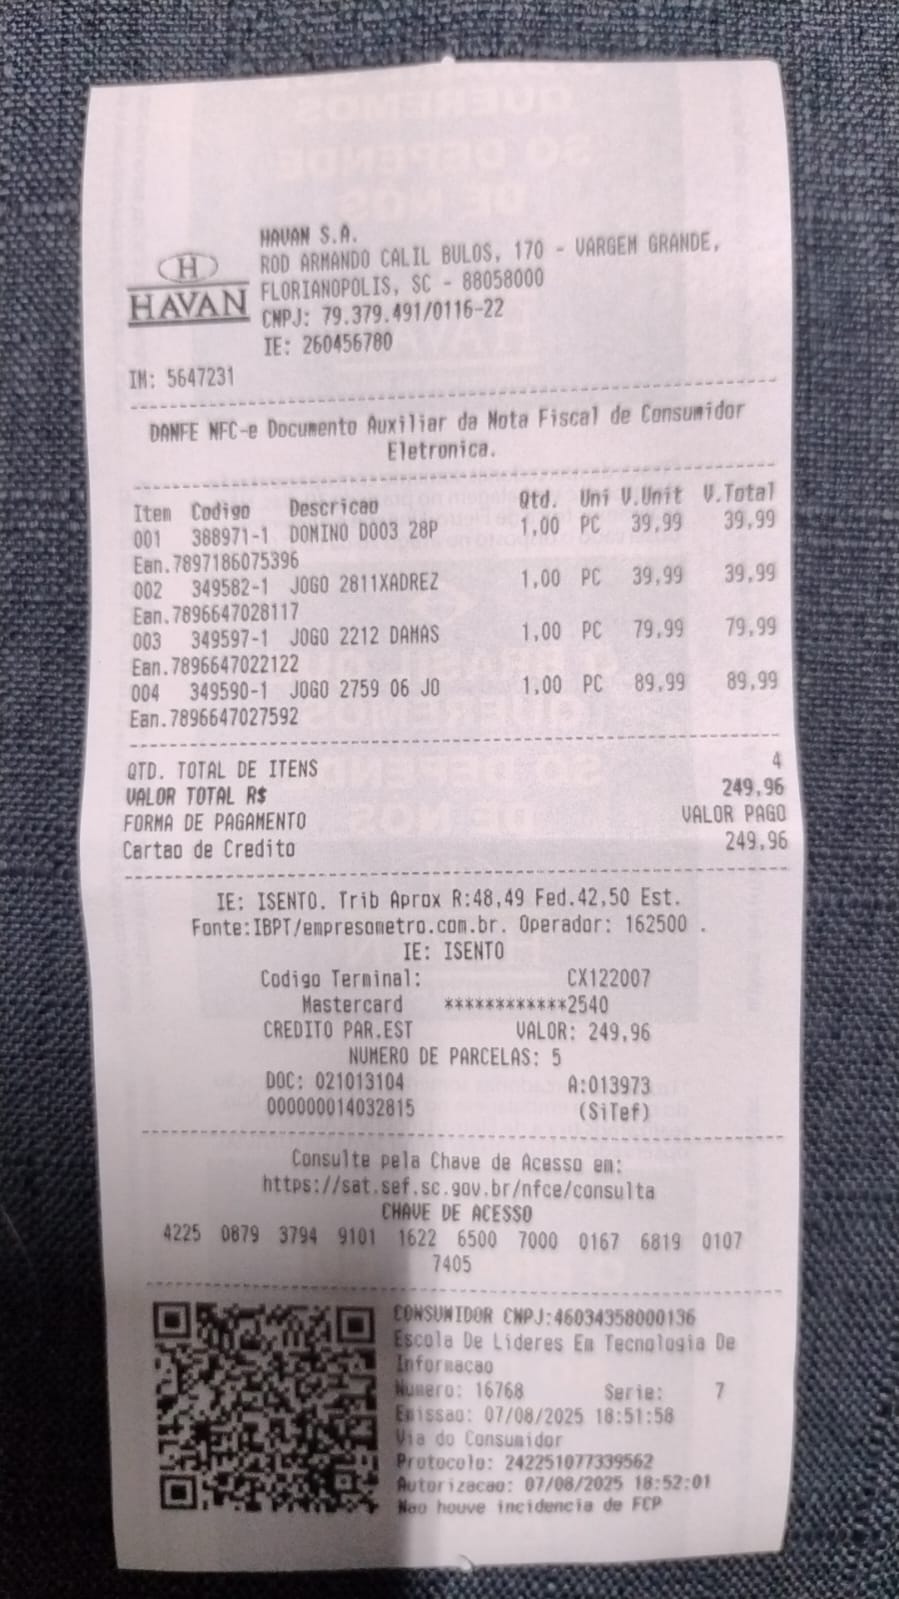 HAVAN S.A.
ROD ARMANDO CALIL BULOS, 170 - VARGEM GRANDE,
FLORIANOPOLIS, SC - 88058000
CNPJ: 79.379.491/0116-22
IE: 260456780
H
HAVAN
IM: 5647231
DANFE NFC-e Documento Auxiliar da Nota Fiscal de Consumidor
Eletronica.
Item Codigo Descricao Qtd. Uni V.Unit V.Total
001 388971-1 DOMINO D003 28P 1,00 PC 39,99 39,99
Ean.7897186075396
002 349582-1 JOGO 2811XADREZ 1,00 PC 39,99 39,99
Ean.7896647028117
003 349597-1 JOGO 2212 DAMAS 1,00 PC 79,99 79,99
Ean.7896647022122
004 349590-1 JOGO 2759 06 JO 1,00 PC 89,99 89,99
Ean.7896647027592
QTD. TOTAL DE ITENS 4
VALOR TOTAL R$ 249,96
FORMA DE PAGAMENTO VALOR PAGO
Cartao de Credito 249,96
IE: ISENTO. Trib Aprox R:48,49 Fed.42,50 Est.
Fonte:IBPT/empresometro.com.br. Operador: 162500 .
IE: ISENTO
Codigo Terminal: CX122007
Mastercard ************2540
CREDITO PAR.EST VALOR: 249,96
NUMERO DE PARCELAS: 5
DOC: 021013104 A:013973
000000014032815 (SiTef)
Consulte pela Chave de Acesso em:
https://sat.sef.sc.gov.br/nfce/consulta
CHAVE DE ACESSO
4225 0879 3794 9101 1622 6500 7000 0167 6819 0107
7405
CONSUMIDOR CNPJ:46034358000136
Escola De Lideres Em Tecnologia De
Informacao
Numero: 16768 Serie: 7
Emissao: 07/08/2025 18:51:58
Via do Consumidor
Protocolo: 242251077339562
Autorizacao: 07/08/2025 18:52:01
Nao houve incidencia de FCP